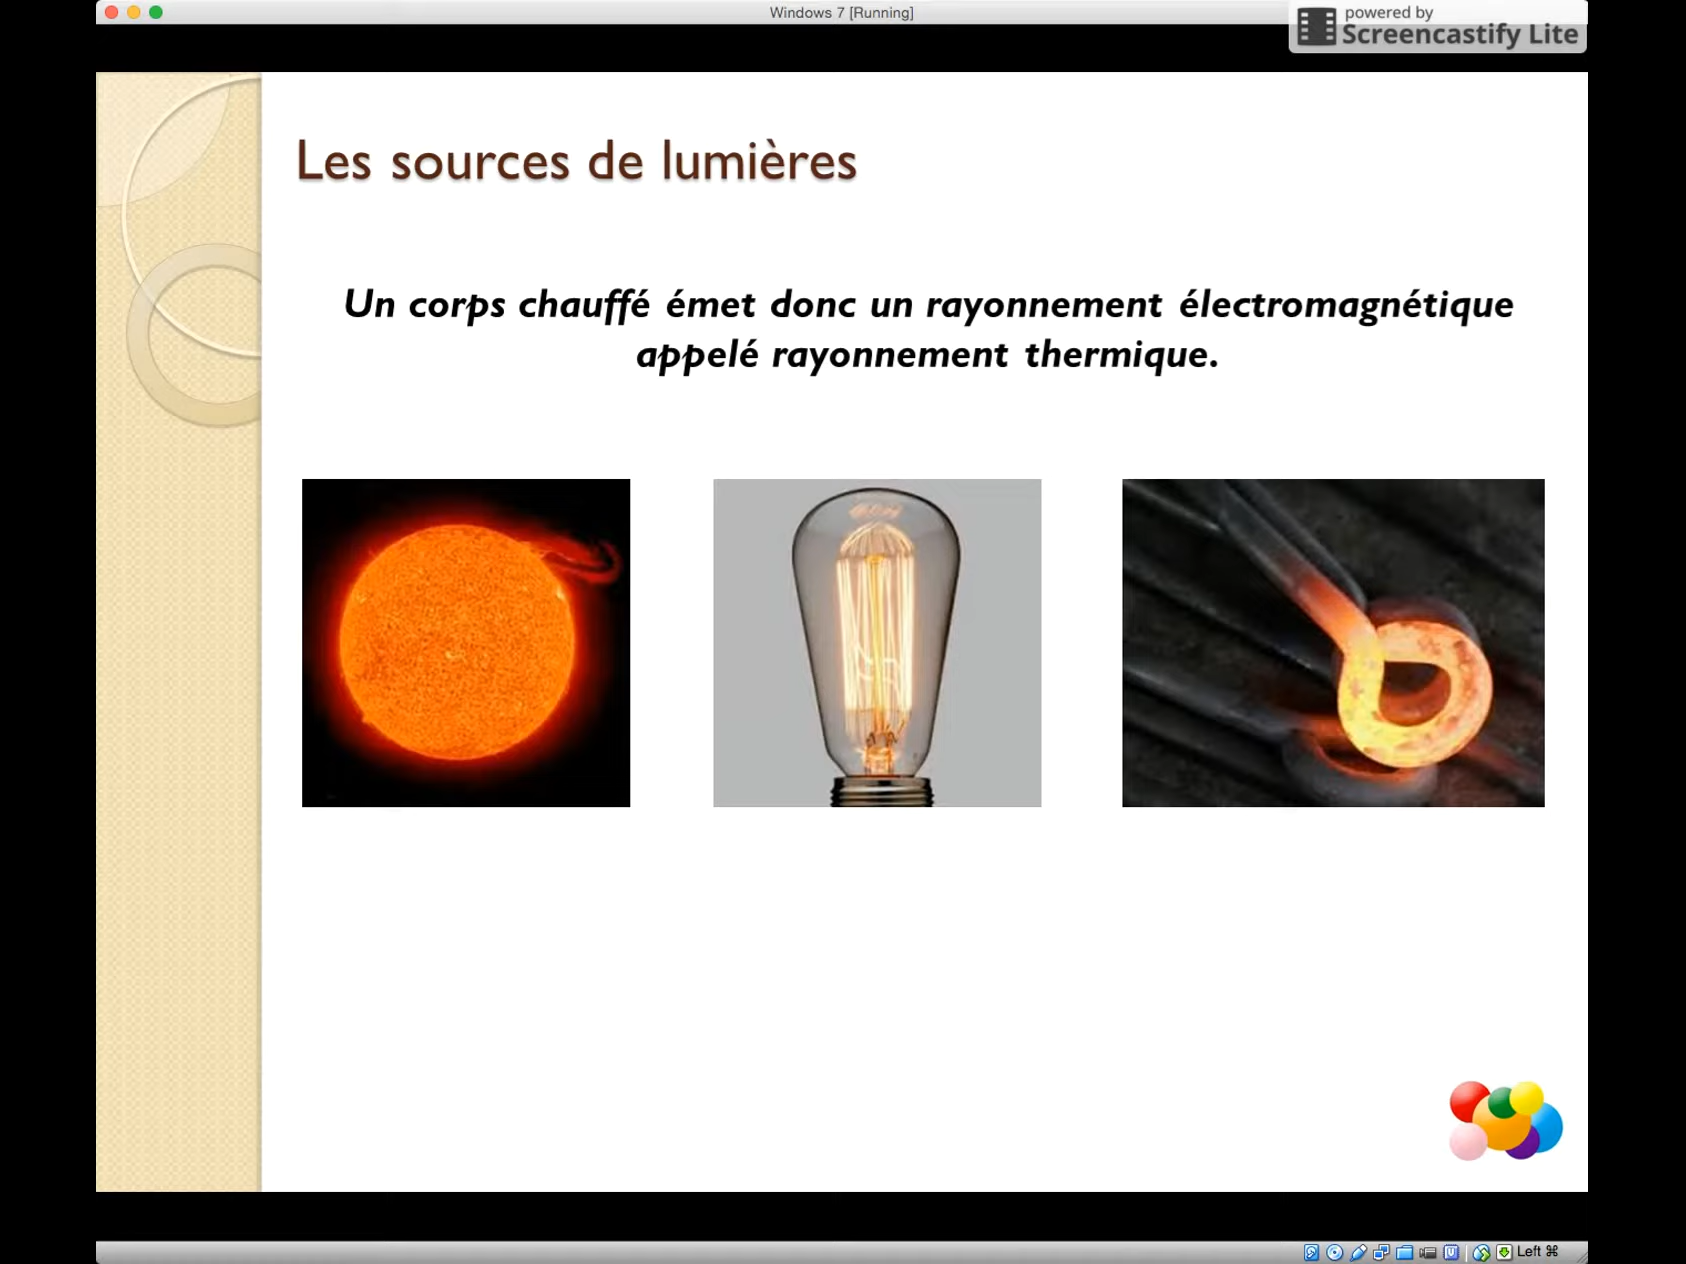 Windows 7 [Running]
powered by
Screencastify Lite
Les sources de lumières
Un corps chauffé émet donc un rayonnement électromagnétique
appelé rayonnement thermique.
Left ⌘